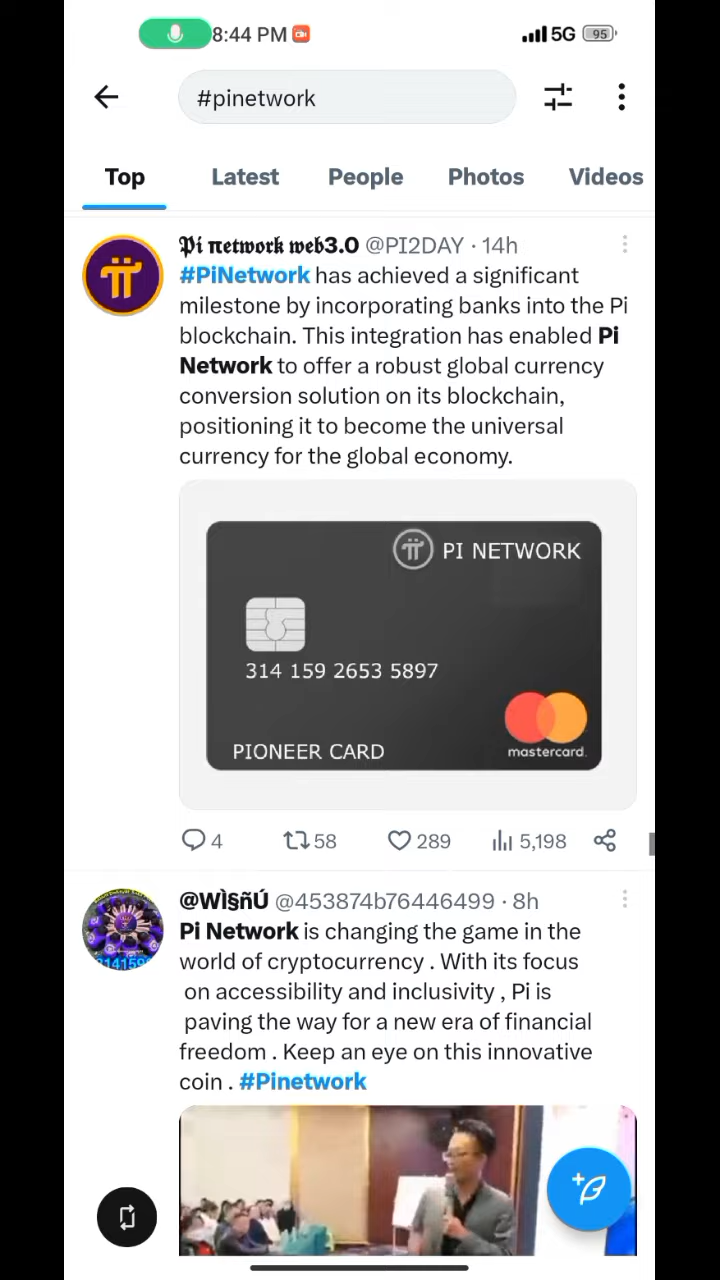 8:44 PM
5G 95
#pinetwork
Top Latest People Photos Videos
𝕻𝖎 𝖓𝖊𝖙𝖜𝖔𝖗𝖐 𝖜𝖊𝖇3.0 @PI2DAY · 14h
#PiNetwork has achieved a significant
milestone by incorporating banks into the Pi
blockchain. This integration has enabled Pi
Network to offer a robust global currency
conversion solution on its blockchain,
positioning it to become the universal
currency for the global economy.
PI NETWORK
314 159 2653 5897
PIONEER CARD
mastercard.
4 58 289 5,198
@WÌ§ñÚ @453874b76446499 · 8h
Pi Network is changing the game in the
world of cryptocurrency . With its focus
on accessibility and inclusivity , Pi is
paving the way for a new era of financial
freedom . Keep an eye on this innovative
coin . #Pinetwork